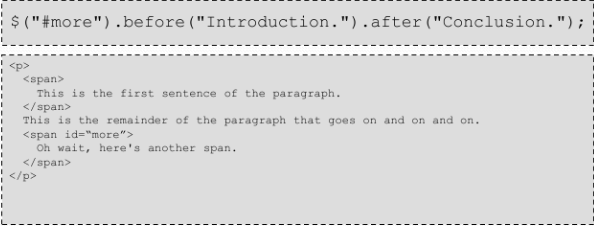 $("#more").before("Introduction.").after("Conclusion.");
<p>
<span>
This is the first sentence of the paragraph.
</span>
This is the remainder of the paragraph that goes on and on and on.
<span id=“more”>
Oh wait, here's another span.
</span>
</p>